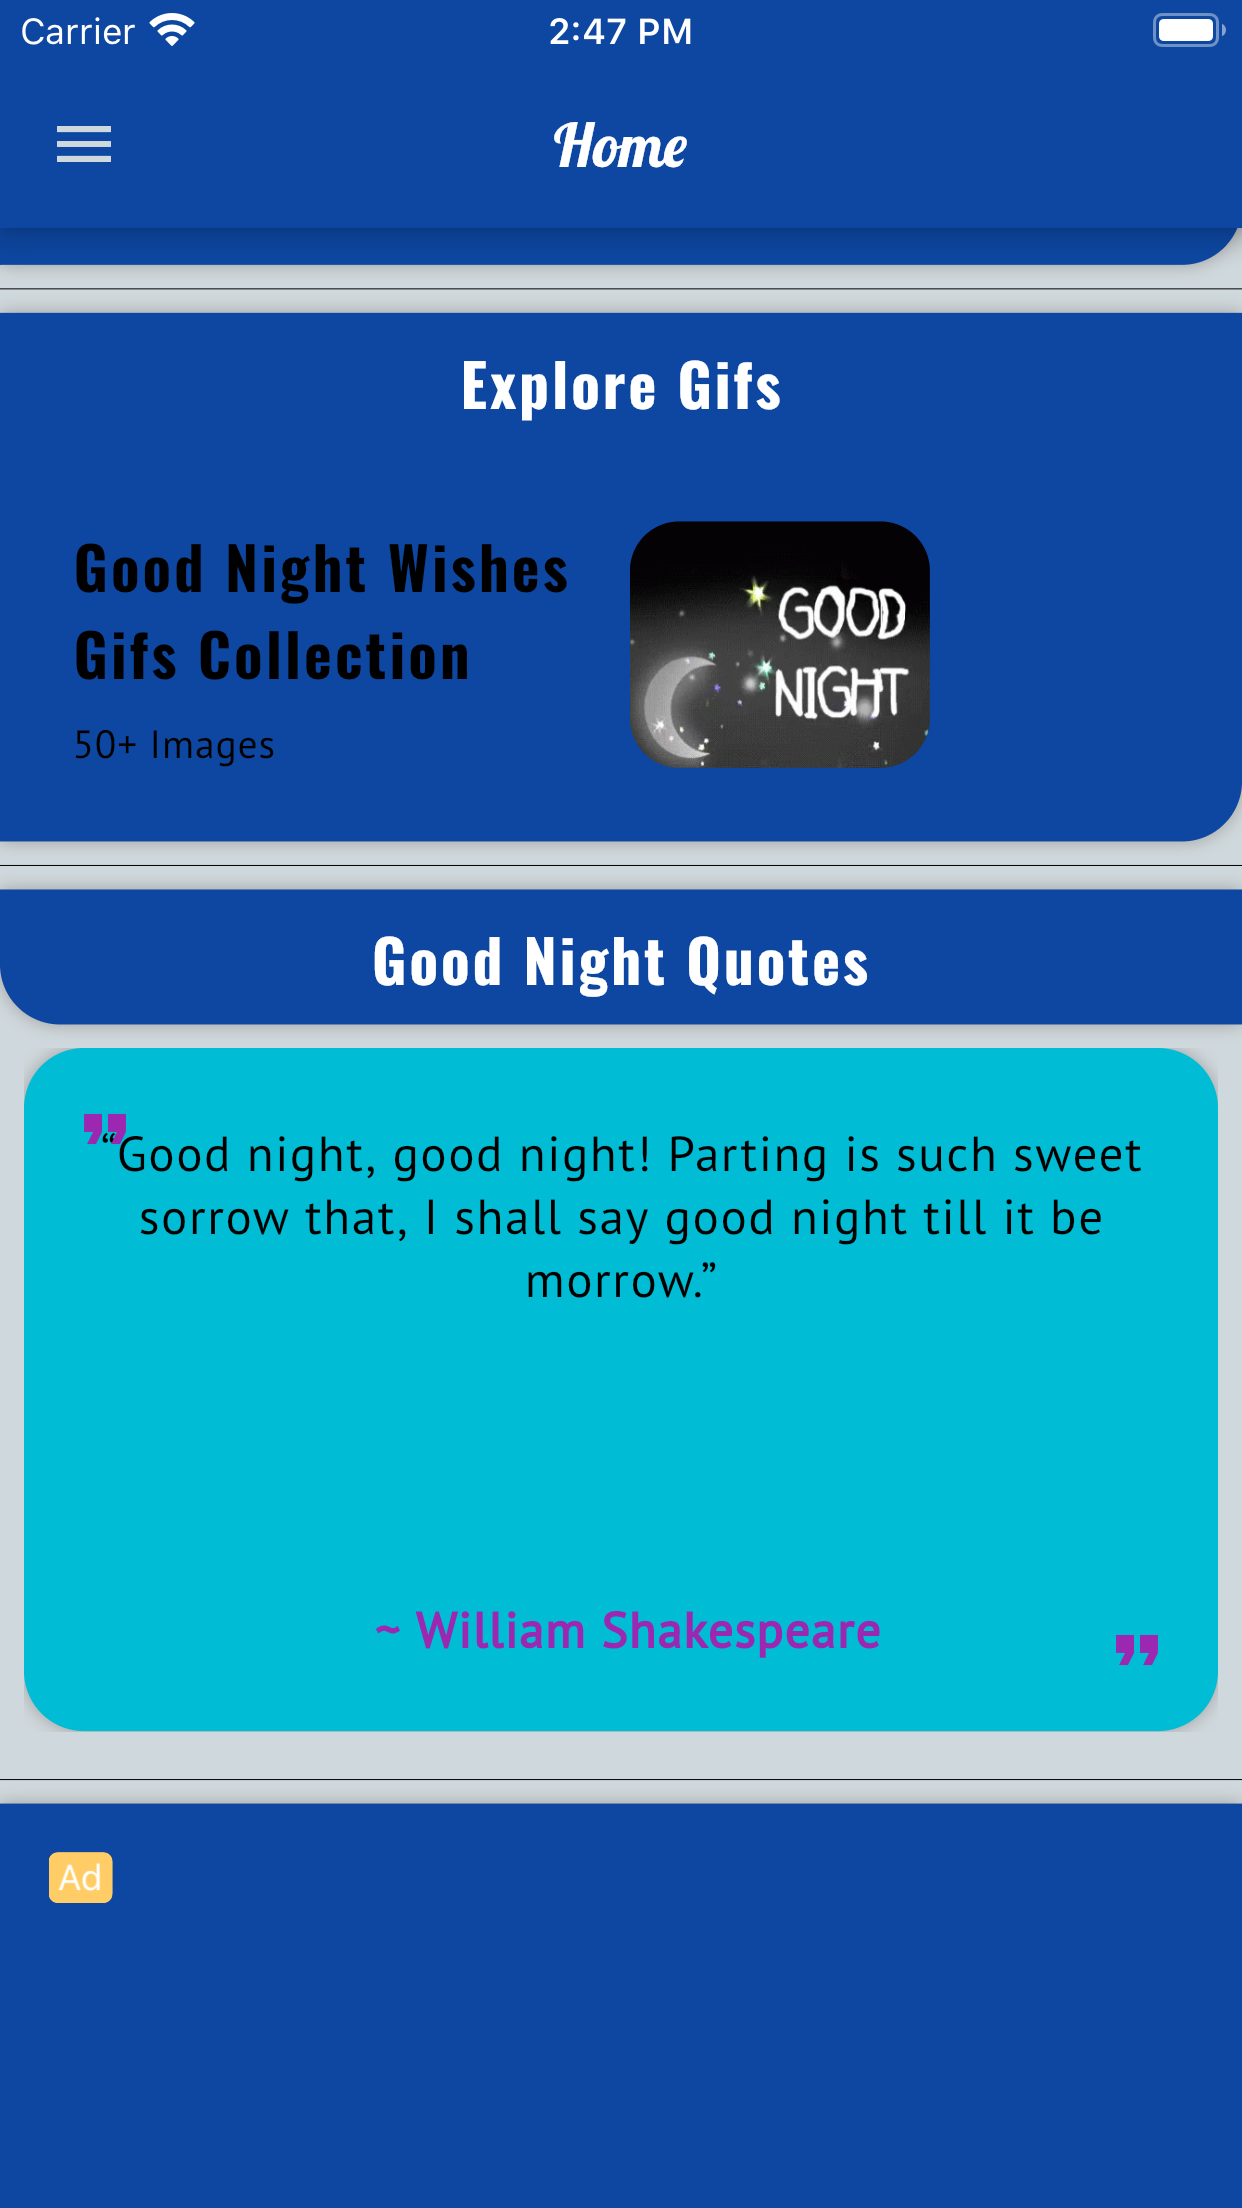 Carrier 2:47 PM
Home
Explore Gifs
Good Night Wishes
Gifs Collection
50+ Images
GOOD
NIGHT
Good Night Quotes
“Good night, good night! Parting is such sweet
sorrow that, I shall say good night till it be
morrow.”
~ William Shakespeare
Ad